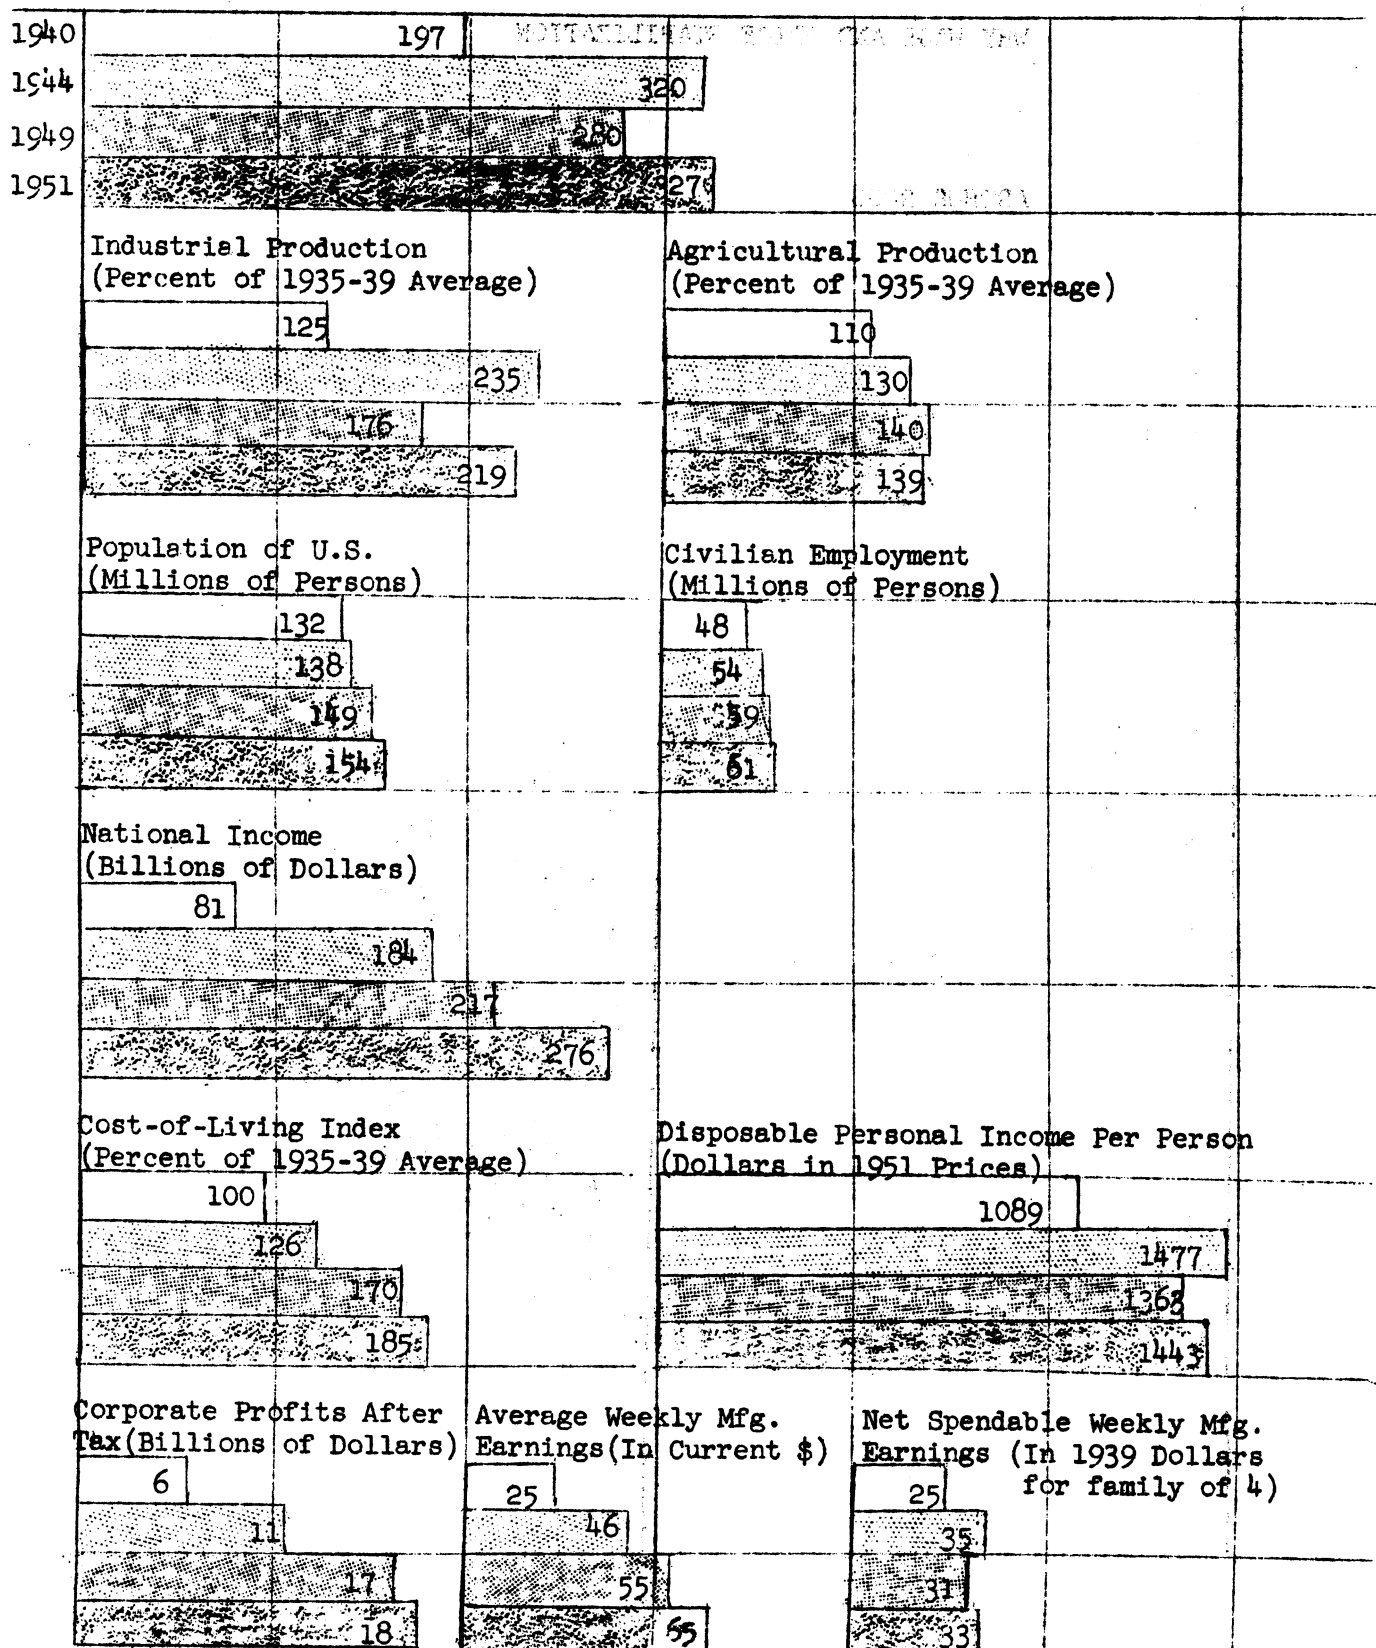 1940 197
1944 320
1949 280
1951
Industrial Production
(Percent of 1935-39 Average)
125
235
176
219
Agricultural Production
(Percent of 1935-39 Average)
110
130
140
139
Population of U.S.
(Millions of Persons)
132
138
149
154
Civilian Employment
(Millions of Persons)
48
54
59
61
National Income
(Billions of Dollars)
81
184
217
276
Cost-of-Living Index
(Percent of 1935-39 Average)
100
126
170
185
Disposable Personal Income Per Person
(Dollars in 1951 Prices)
1089
1477
1363
1443
Corporate Profits After
Tax(Billions of Dollars)
6
11
17
18
Average Weekly Mfg.
Earnings(In Current $)
25
46
55
Net Spendable Weekly Mfg.
Earnings (In 1939 Dollars
for family of 4)
25
35
31
33